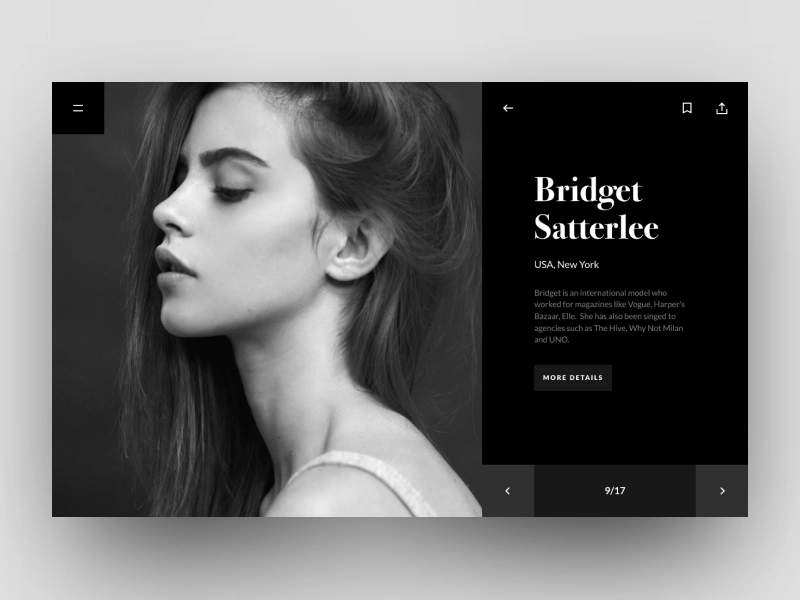 Bridget
Satterlee
USA, New York
Bridget is an international model who
worked for magazines like Vogue, Harper's
Bazaar, Elle. She has also been singed to
agencies such as The Hive, Why Not Milan
and UNO.
MORE DETAILS
9/17